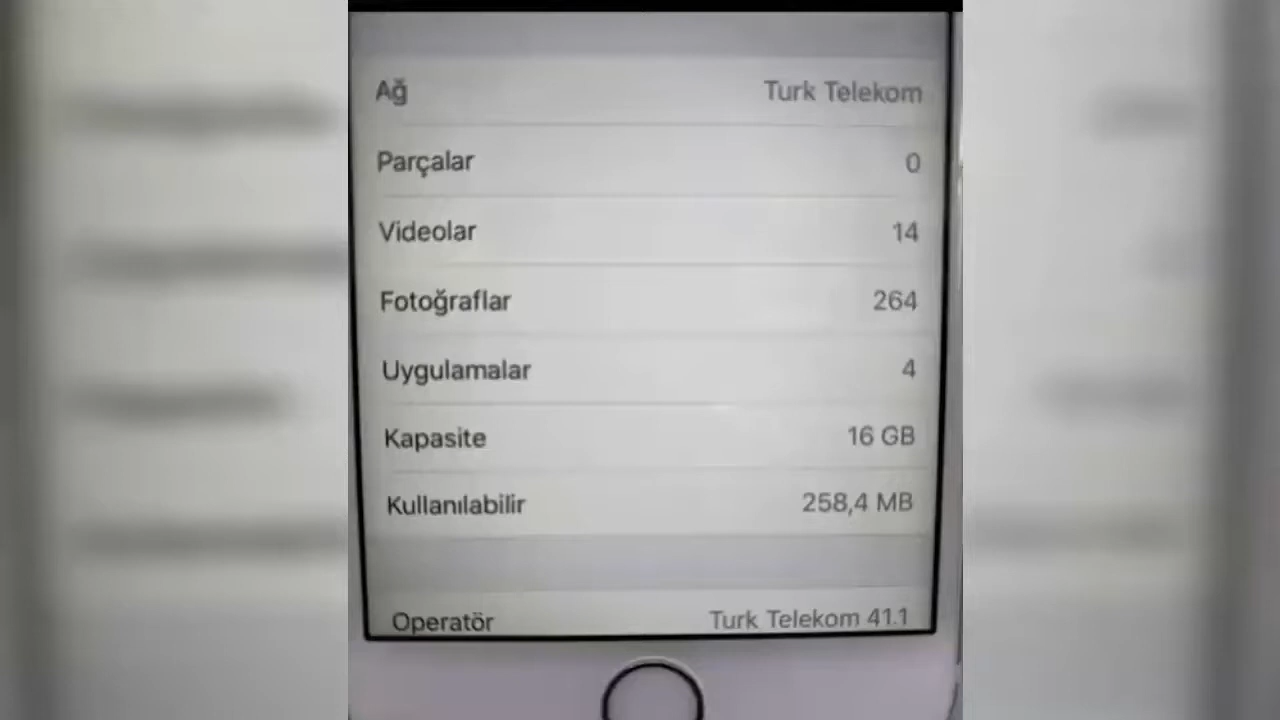 Ağ Turk Telekom
Parçalar 0
Videolar 14
Fotoğraflar 264
Uygulamalar 4
Kapasite 16 GB
Kullanılabilir 258,4 MB
Operatör Turk Telekom 41.1